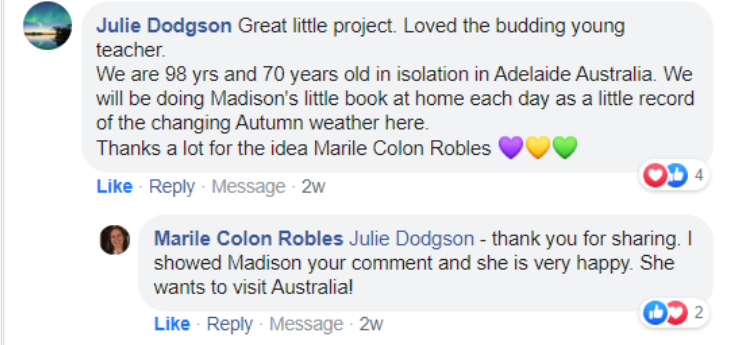 Julie Dodgson Great little project. Loved the budding young
teacher.
We are 98 yrs and 70 years old in isolation in Adelaide Australia. We
will be doing Madison's little book at home each day as a little record
of the changing Autumn weather here.
Thanks a lot for the idea Marile Colon Robles 💜💛💚
4
Like · Reply · Message · 2w
Marile Colon Robles Julie Dodgson - thank you for sharing. I
showed Madison your comment and she is very happy. She
wants to visit Australia!
2
Like · Reply · Message · 2w